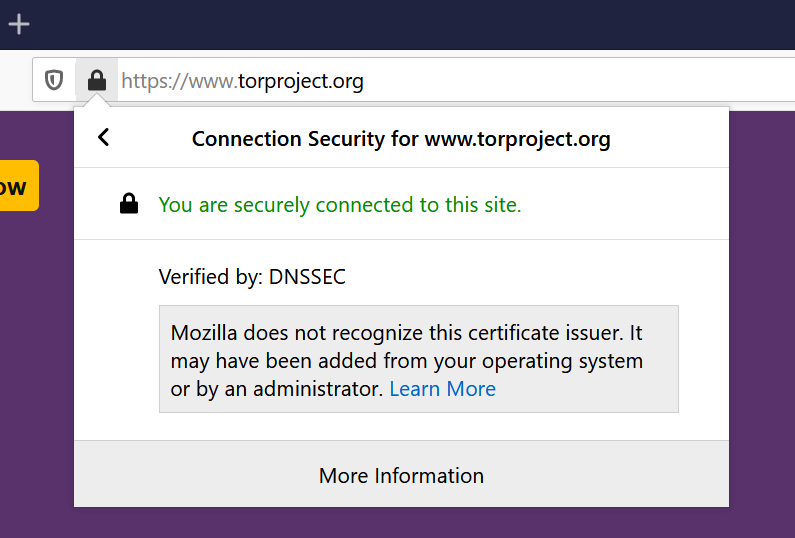 https://www.torproject.org
Connection Security for www.torproject.org
ow
You are securely connected to this site.
Verified by: DNSSEC
Mozilla does not recognize this certificate issuer. It
may have been added from your operating system
or by an administrator. Learn More
More Information